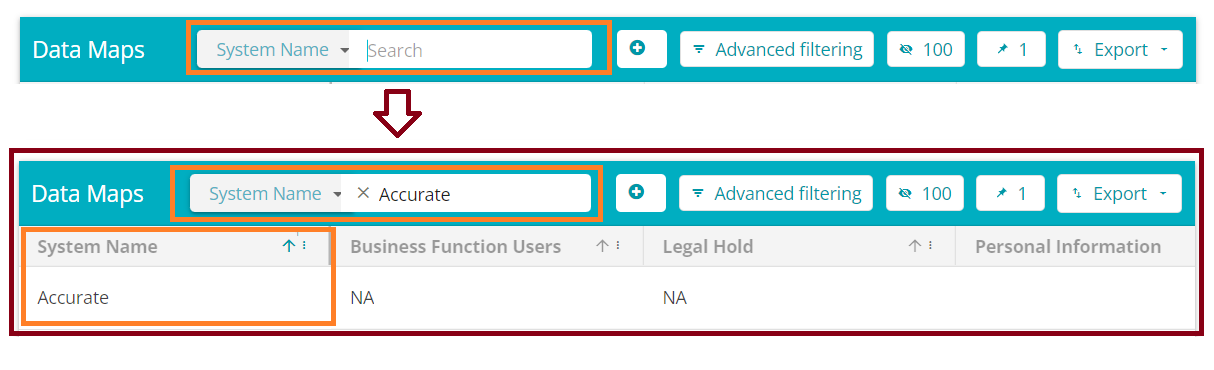 Data Maps System Name Search Advanced filtering 100 1 Export
Data Maps System Name × Accurate Advanced filtering 100 1 Export
System Name Business Function Users Legal Hold Personal Information
Accurate NA NA